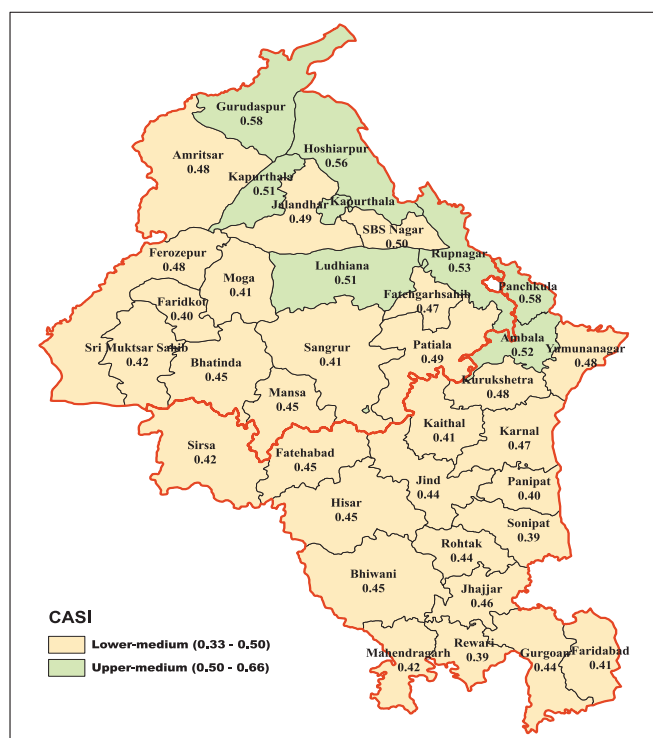 Gurudaspur
0.58
Hoshiarpur
0.56
Amritsar
0.48
Kapurthala
0.51
Kapurthala
Jalandhar
0.49
SBS Nagar
0.50
Ferozepur
0.48
Moga
0.41
Ludhiana
0.51
Rupnagar
0.53
Panchkula
0.58
Faridkot
0.40
Fatehgarhsahib
0.47
Sri Muktsar Sahib
0.42
Bhatinda
0.45
Sangrur
0.41
Patiala
0.49
Ambala
0.52
Yamunanagar
0.48
Kurukshetra
0.48
Mansa
0.45
Kaithal
0.41
Karnal
0.47
Sirsa
0.42
Fatehabad
0.45
Jind
0.44
Panipat
0.40
Hisar
0.45
Sonipat
0.39
Rohtak
0.44
Bhiwani
0.45
Jhajjar
0.46
Mahendragarh
0.42
Rewari
0.39
Gurgoan
0.44
Faridabad
0.41
CASI
Lower-medium (0.33 - 0.50)
Upper-medium (0.50 - 0.66)